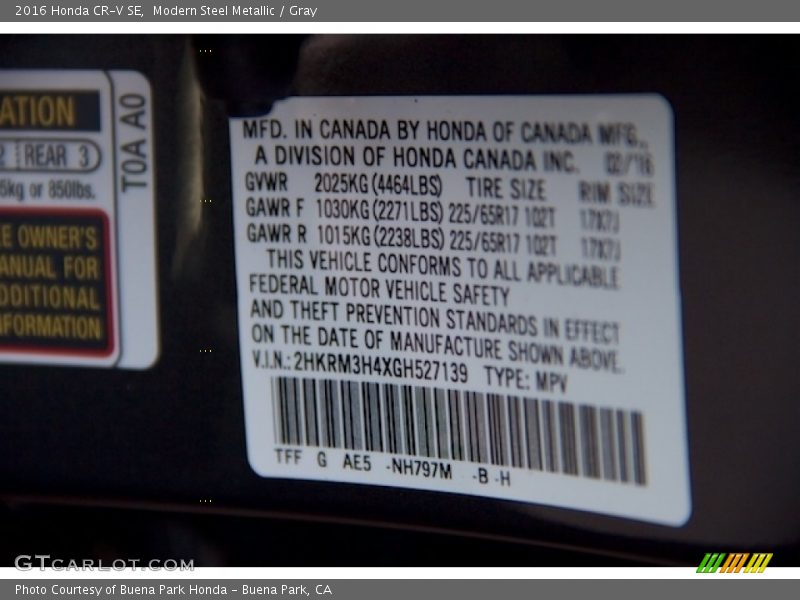 2016 Honda CR-V SE, Modern Steel Metallic / Gray
ATION
2 REAR 3
5kg or 850lbs.
TOA A0
E OWNER'S
ANUAL FOR
DDITIONAL
FORMATION
MFD. IN CANADA BY HONDA OF CANADA MFG.,
A DIVISION OF HONDA CANADA INC. 02/16
GVWR 2025KG (4464LBS) TIRE SIZE RIM SIZE
GAWR F 1030KG (2271LBS) 225/65R17 102T 17X7J
GAWR R 1015KG (2238LBS) 225/65R17 102T 17X7J
THIS VEHICLE CONFORMS TO ALL APPLICABLE
FEDERAL MOTOR VEHICLE SAFETY
AND THEFT PREVENTION STANDARDS IN EFFECT
ON THE DATE OF MANUFACTURE SHOWN ABOVE.
V.I.N.: 2HKRM3H4XGH527139 TYPE: MPV
TFF G AE5 -NH797M -B -H
GTCARLOT.COM
Photo Courtesy of Buena Park Honda - Buena Park, CA